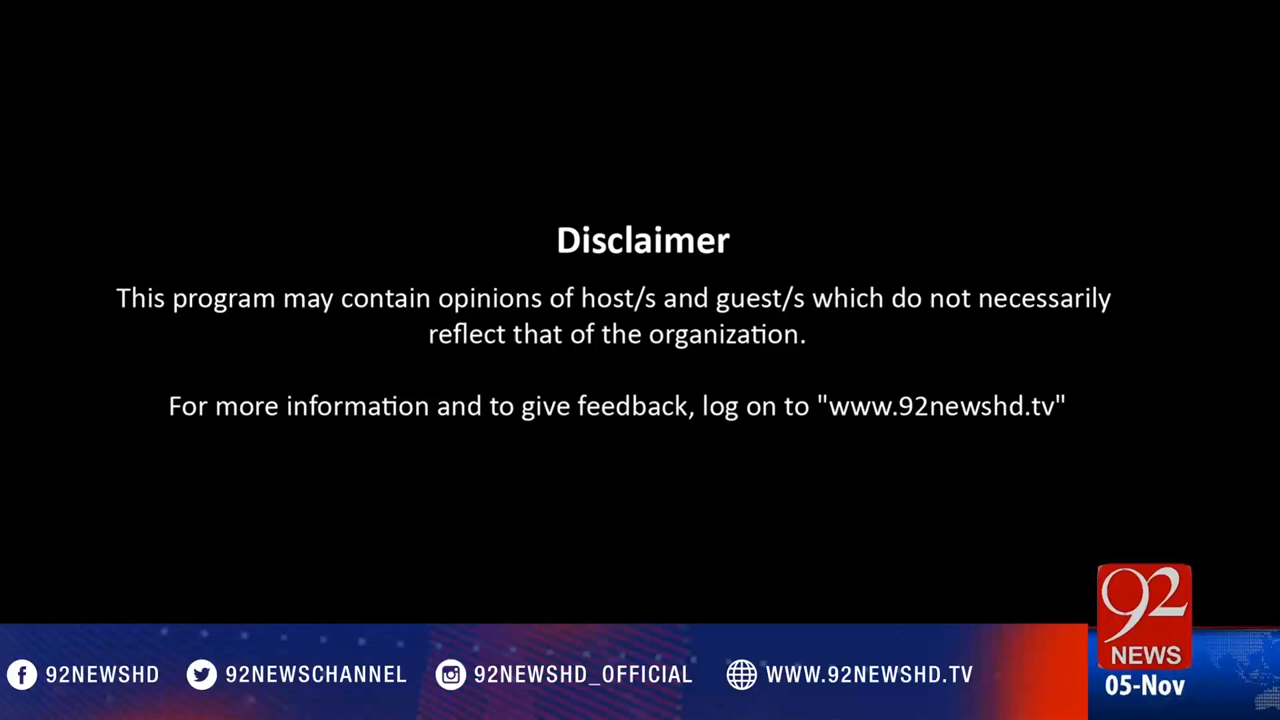 Disclaimer
This program may contain opinions of host/s and guest/s which do not necessarily
reflect that of the organization.
For more information and to give feedback, log on to "www.92newshd.tv"
92NEWSHD 92NEWSCHANNEL 92NEWSHD_OFFICIAL WWW.92NEWSHD.TV
92
NEWS
05-Nov